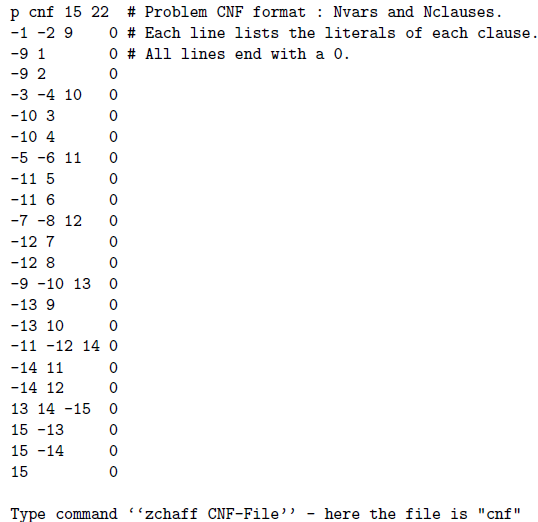 p cnf 15 22 # Problem CNF format : Nvars and Nclauses.
-1 -2 9 0 # Each line lists the literals of each clause.
-9 1 0 # All lines end with a 0.
-9 2 0
-3 -4 10 0
-10 3 0
-10 4 0
-5 -6 11 0
-11 5 0
-11 6 0
-7 -8 12 0
-12 7 0
-12 8 0
-9 -10 13 0
-13 9 0
-13 10 0
-11 -12 14 0
-14 11 0
-14 12 0
13 14 -15 0
15 -13 0
15 -14 0
15 0
Type command ‘‘zchaff CNF-File’’ - here the file is "cnf"